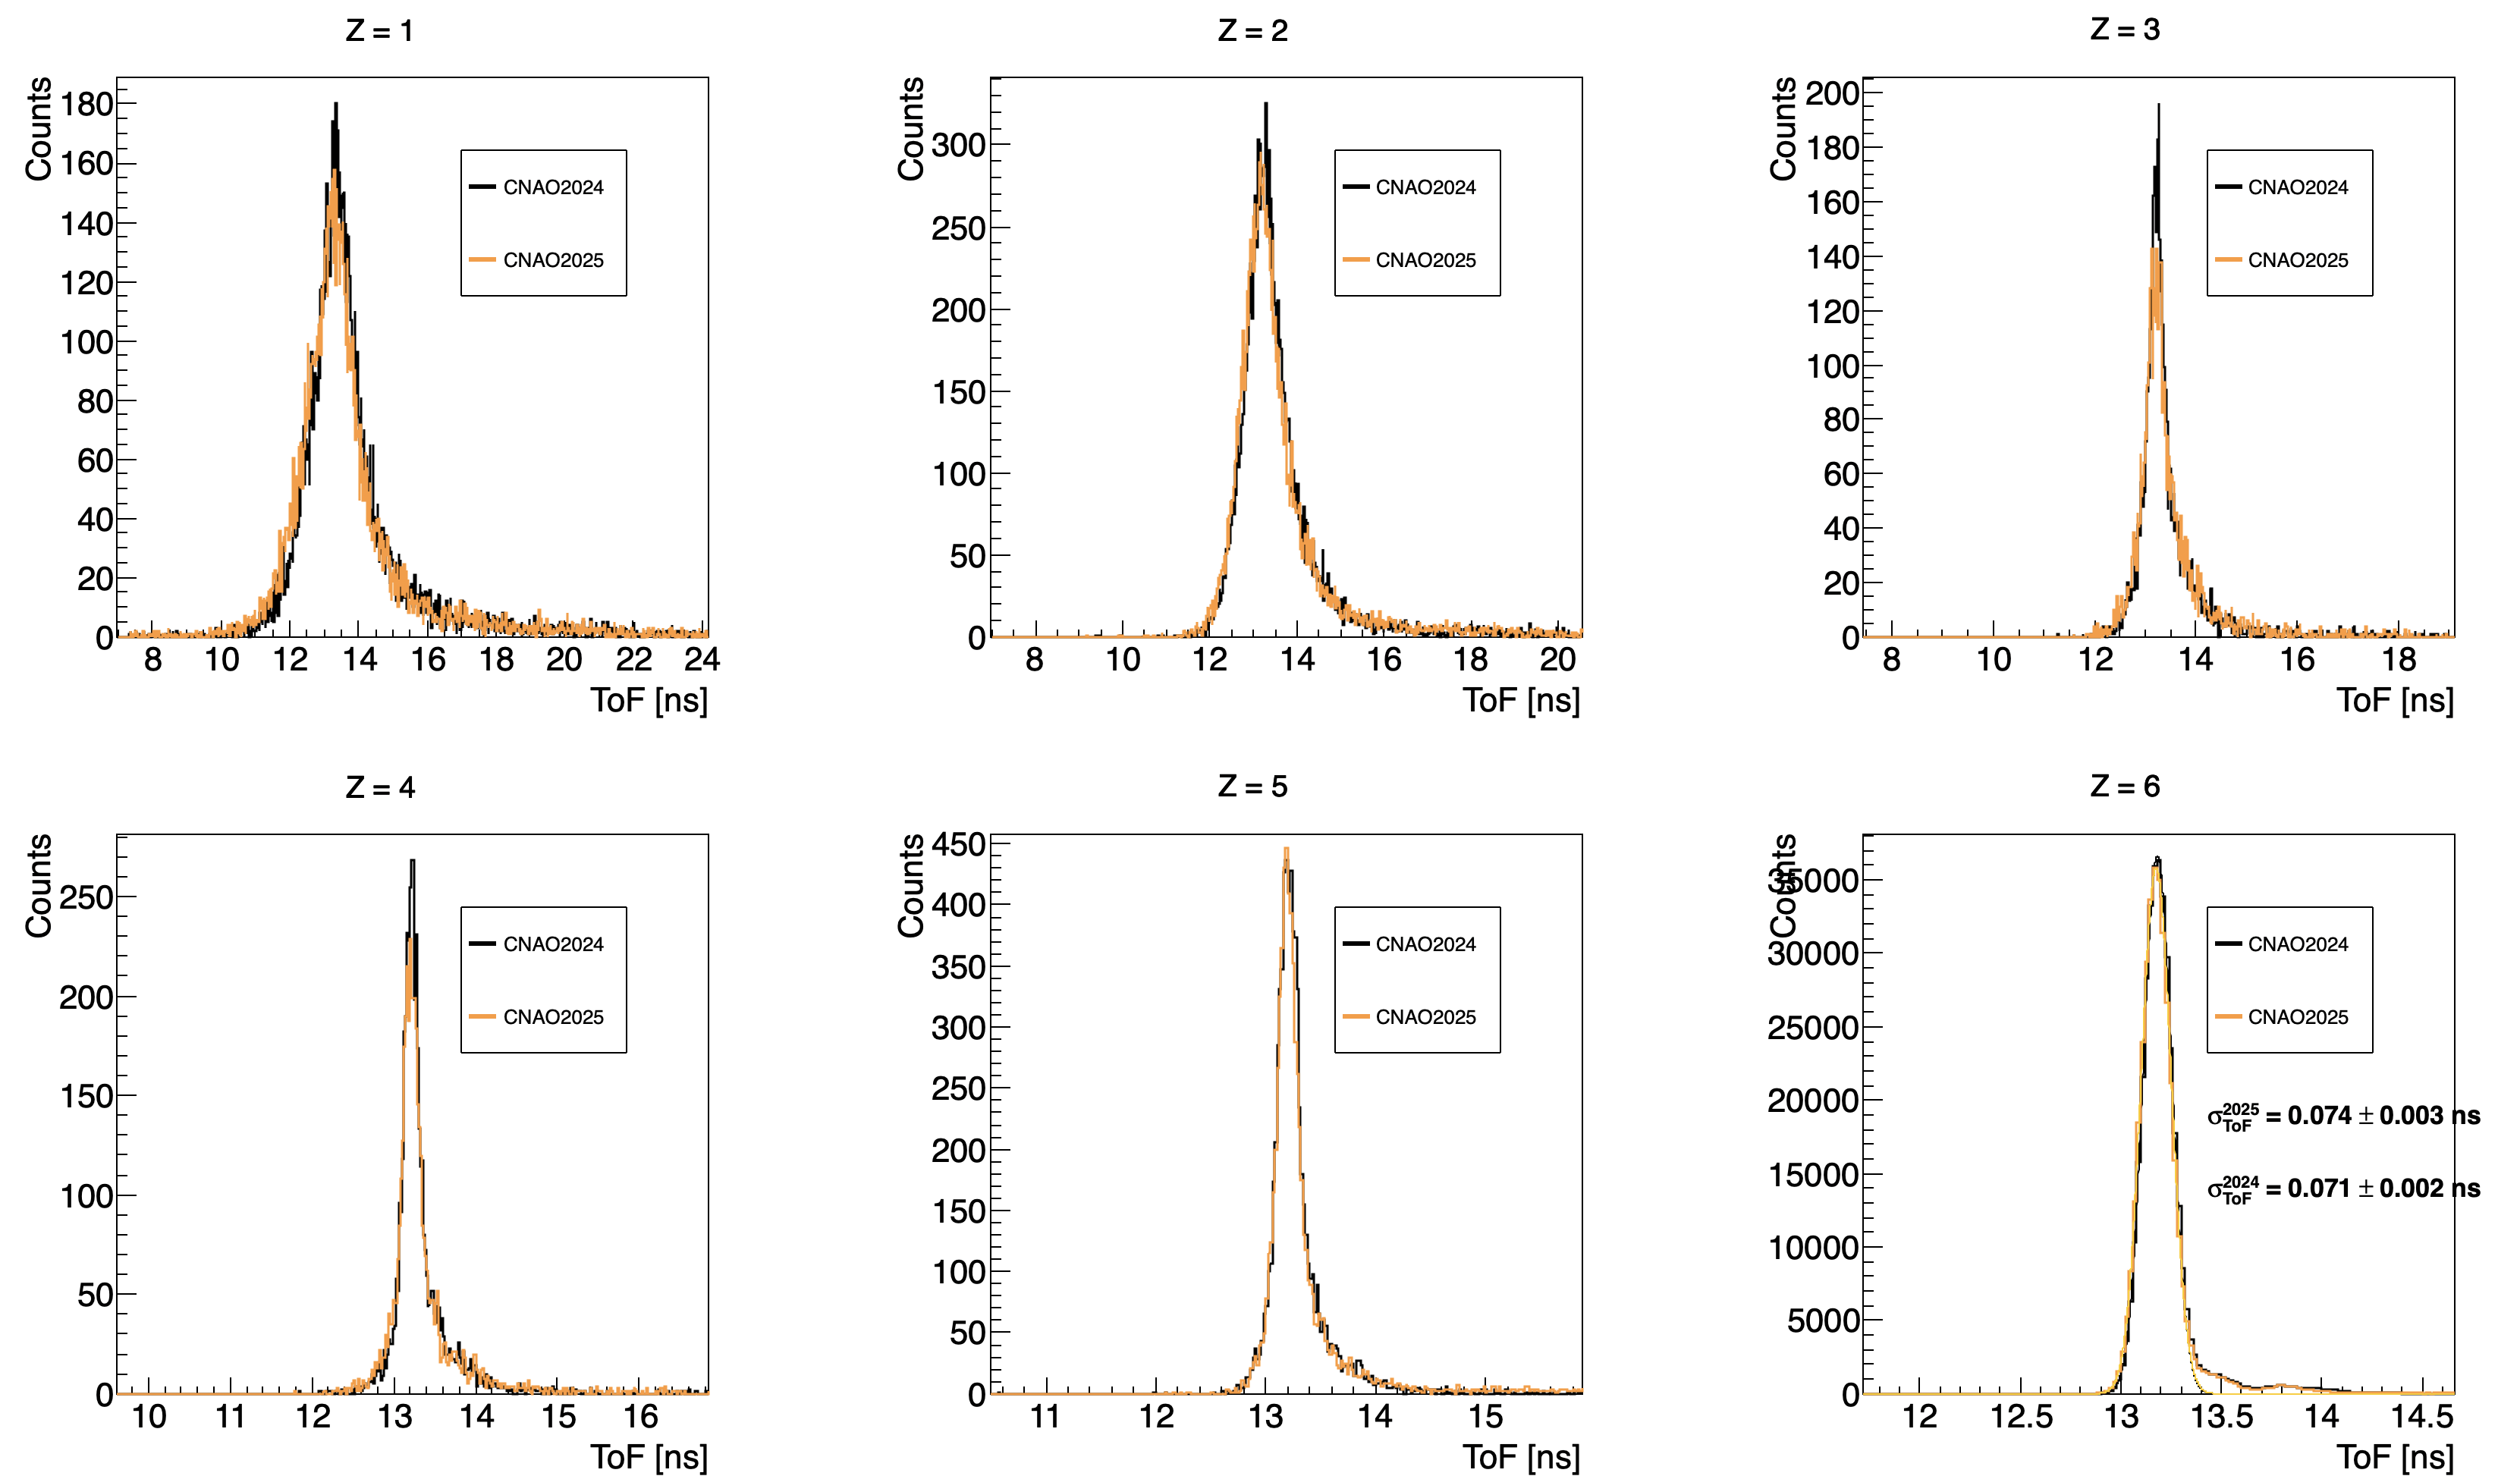 Z = 1
Counts
180
160
140
120
100
80
60
40
20
0
8 10 12 14 16 18 20 22 24
ToF [ns]
CNAO2024
CNAO2025
Z = 2
Counts
300
250
200
150
100
50
0
8 10 12 14 16 18 20
ToF [ns]
CNAO2024
CNAO2025
Z = 3
Counts
200
180
160
140
120
100
80
60
40
20
0
8 10 12 14 16 18
ToF [ns]
CNAO2024
CNAO2025
Z = 4
Counts
250
200
150
100
50
0
10 11 12 13 14 15 16
ToF [ns]
CNAO2024
CNAO2025
Z = 5
Counts
450
400
350
300
250
200
150
100
50
0
11 12 13 14 15
ToF [ns]
CNAO2024
CNAO2025
Z = 6
Counts
35000
30000
25000
20000
15000
10000
5000
0
12 12.5 13 13.5 14 14.5
ToF [ns]
CNAO2024
CNAO2025
σ²⁰²⁵ToF = 0.074 ± 0.003 ns
σ²⁰²⁴ToF = 0.071 ± 0.002 ns